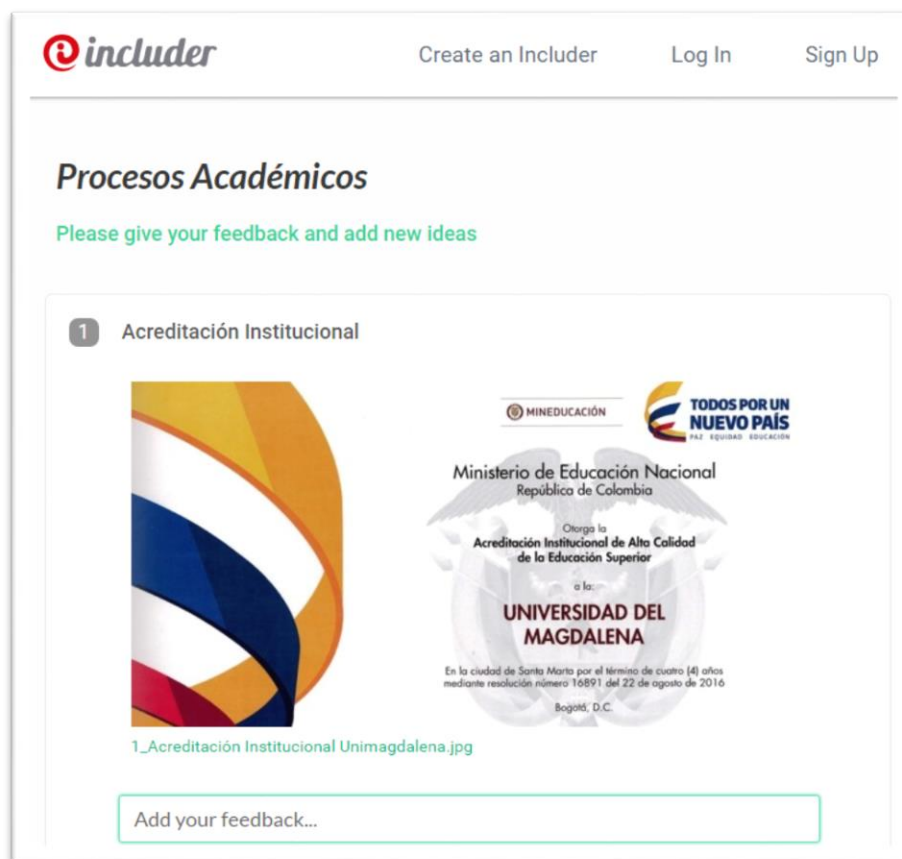 includer
Create an Includer
Log In
Sign Up
Procesos Académicos
Please give your feedback and add new ideas
1
Acreditación Institucional
MINEDUCACIÓN
TODOS POR UN
NUEVO PAÍS
PAZ EQUIDAD EDUCACIÓN
Ministerio de Educación Nacional
República de Colombia
Otorga la
Acreditación Institucional de Alta Calidad
de la Educación Superior
a la:
UNIVERSIDAD DEL
MAGDALENA
En la ciudad de Santa Marta por el término de cuatro (4) años
mediante resolución número 16891 del 22 de agosto de 2016
Bogotá, D.C.
1_Acreditación Institucional Unimagdalena.jpg
Add your feedback...